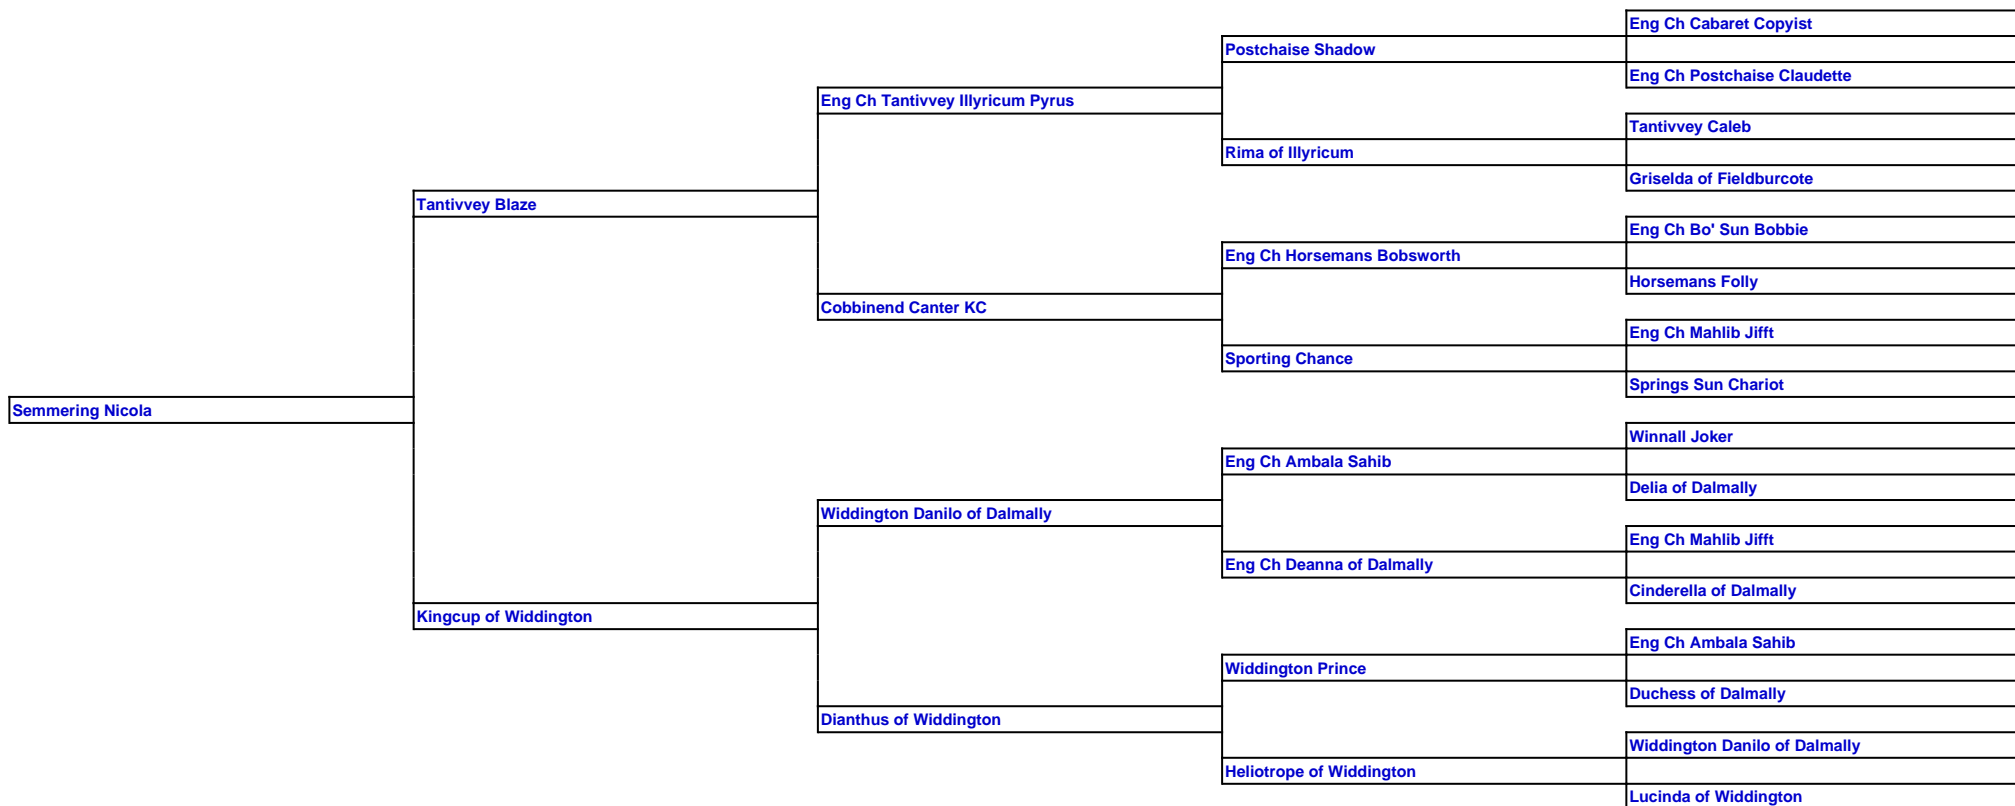 Eng Ch Cabaret Copyist
Postchaise Shadow
Eng Ch Postchaise Claudette
Eng Ch Tantivvey Illyricum Pyrus
Tantivvey Caleb
Rima of Illyricum
Griselda of Fieldburcote
Tantivvey Blaze
Eng Ch Bo' Sun Bobbie
Eng Ch Horsemans Bobsworth
Horsemans Folly
Cobbinend Canter KC
Eng Ch Mahlib Jifft
Sporting Chance
Springs Sun Chariot
Semmering Nicola
Winnall Joker
Eng Ch Ambala Sahib
Delia of Dalmally
Widdington Danilo of Dalmally
Eng Ch Mahlib Jifft
Eng Ch Deanna of Dalmally
Cinderella of Dalmally
Kingcup of Widdington
Eng Ch Ambala Sahib
Widdington Prince
Duchess of Dalmally
Dianthus of Widdington
Widdington Danilo of Dalmally
Heliotrope of Widdington
Lucinda of Widdington